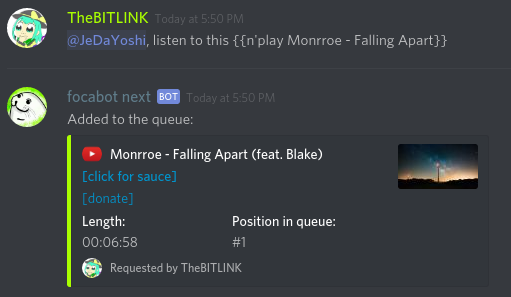 TheBITLINK Today at 5:50 PM
@JeDaYoshi, listen to this {{n'play Monrroe - Falling Apart}}
focabot next BOT Today at 5:50 PM
Added to the queue:
Monrroe - Falling Apart (feat. Blake)
[click for sauce]
[donate]
Length: Position in queue:
00:06:58 #1
Requested by TheBITLINK